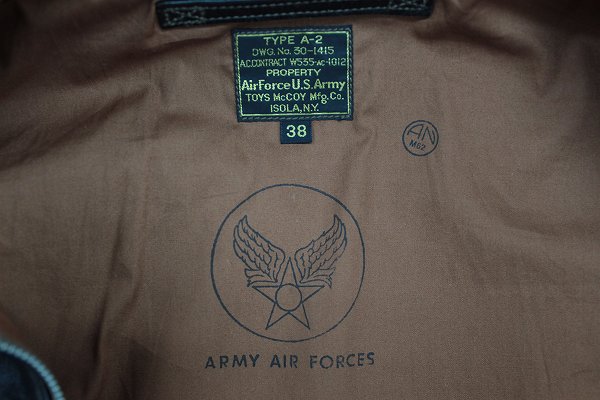 TYPE A-2
DWG. No. 30-1415
A.C. CONTRACT W535-AC-1012
PROPERTY
Air Force U.S. Army
TOYS McCOY Mfg. Co.
ISOLA, N.Y.
38
AN
M62
ARMY AIR FORCES